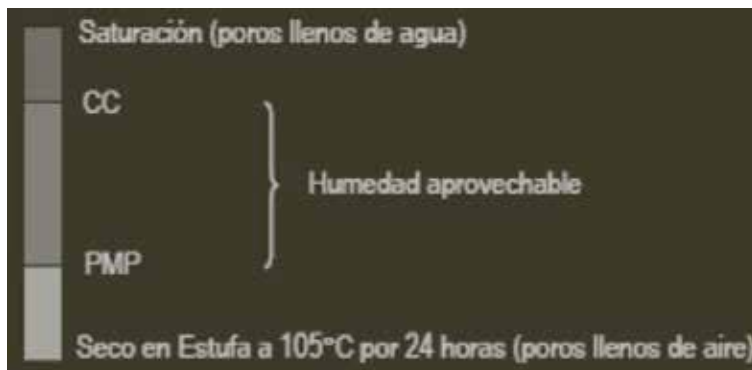 Saturación (poros llenos de agua)
CC
Humedad aprovechable
PMP
Seco en Estufa a 105°C por 24 horas (poros llenos de aire)